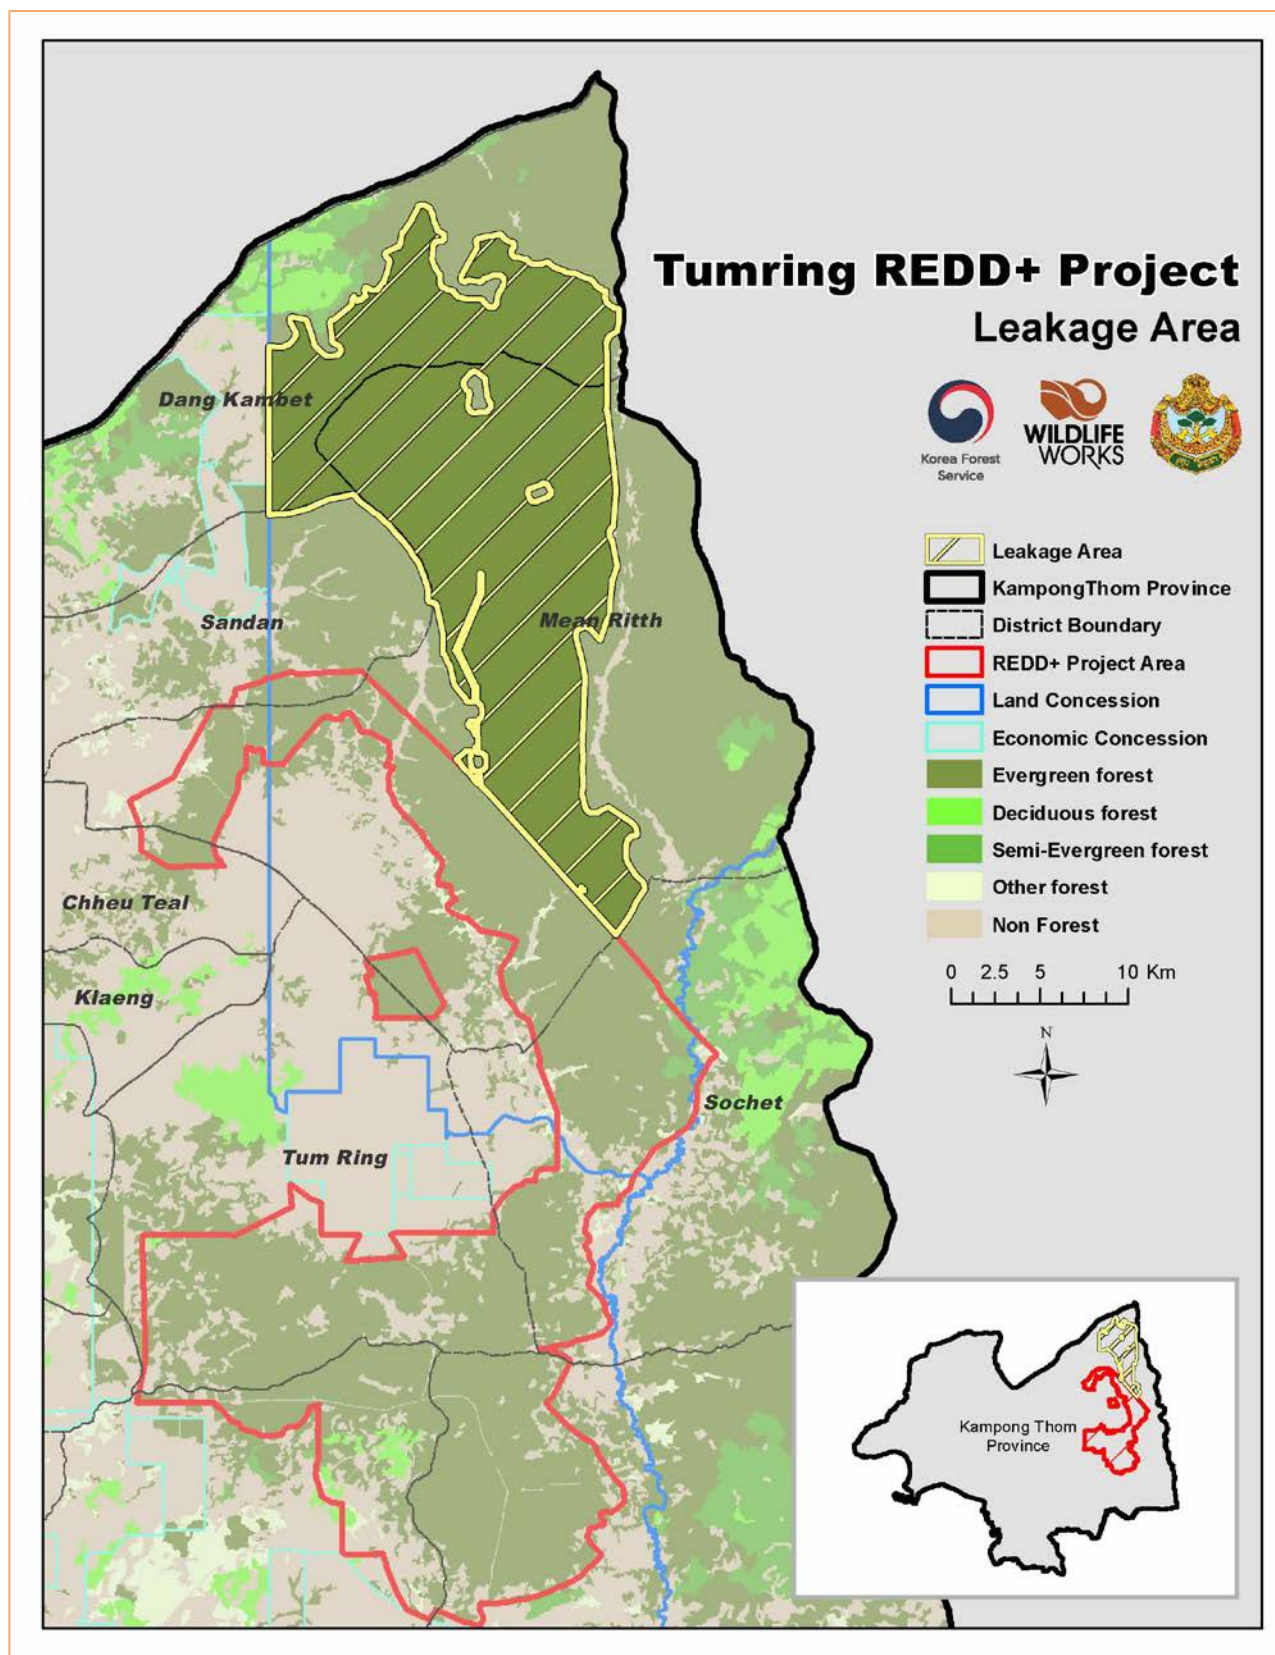 Tumring REDD+ Project
Leakage Area
Korea Forest
Service
WILDLIFE
WORKS
Leakage Area
KampongThom Province
District Boundary
REDD+ Project Area
Land Concession
Economic Concession
Evergreen forest
Deciduous forest
Semi-Evergreen forest
Other forest
Non Forest
0 2.5 5 10 Km
N
Dang Kambet
Sandan
Mean Ritth
Chheu Teal
Klaeng
Sochet
Tum Ring
Kampong Thom
Province